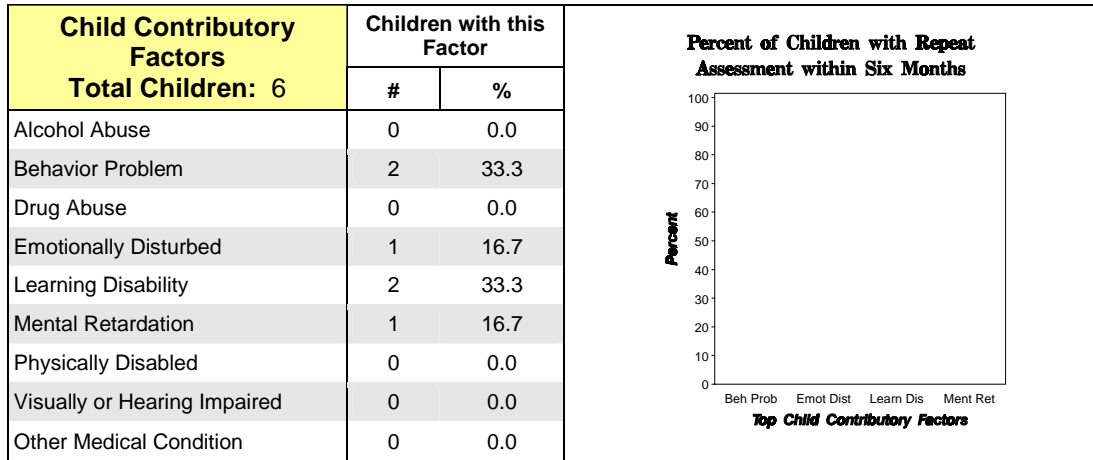 Child Contributory
Factors
Total Children: 6
Children with this
Factor
# %
Alcohol Abuse 0 0.0
Behavior Problem 2 33.3
Drug Abuse 0 0.0
Emotionally Disturbed 1 16.7
Learning Disability 2 33.3
Mental Retardation 1 16.7
Physically Disabled 0 0.0
Visually or Hearing Impaired 0 0.0
Other Medical Condition 0 0.0
Percent of Children with Repeat
Assessment within Six Months
100
90
80
70
60
50
40
30
20
10
0
Percent
Beh Prob Emot Dist Learn Dis Ment Ret
Top Child Contributory Factors